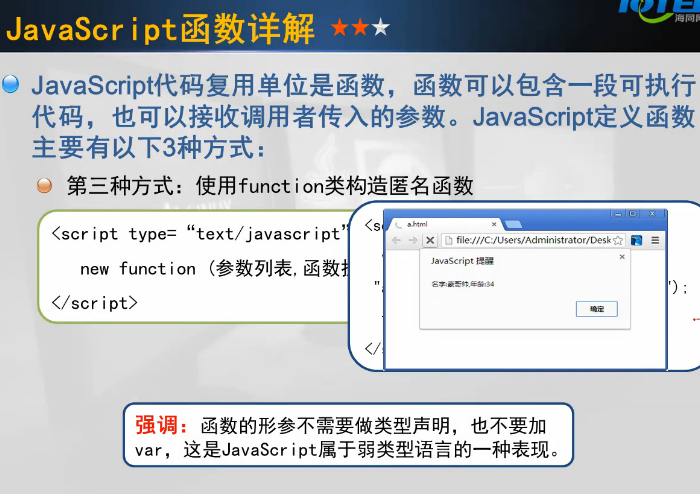 JavaScript函数详解
JavaScript代码复用单位是函数，函数可以包含一段可执行
代码，也可以接收调用者传入的参数。JavaScript定义函数
主要有以下3种方式：
第三种方式：使用function类构造匿名函数
<script type= “text/javascript”
new function (参数列表,函数
</script>
a.html
file:///C:/Users/Administrator/Desk
JavaScript 提醒
名字:豪哥帅,年龄:34
确定
);
</
强调：函数的形参不需要做类型声明，也不要加
var，这是JavaScript属于弱类型语言的一种表现。